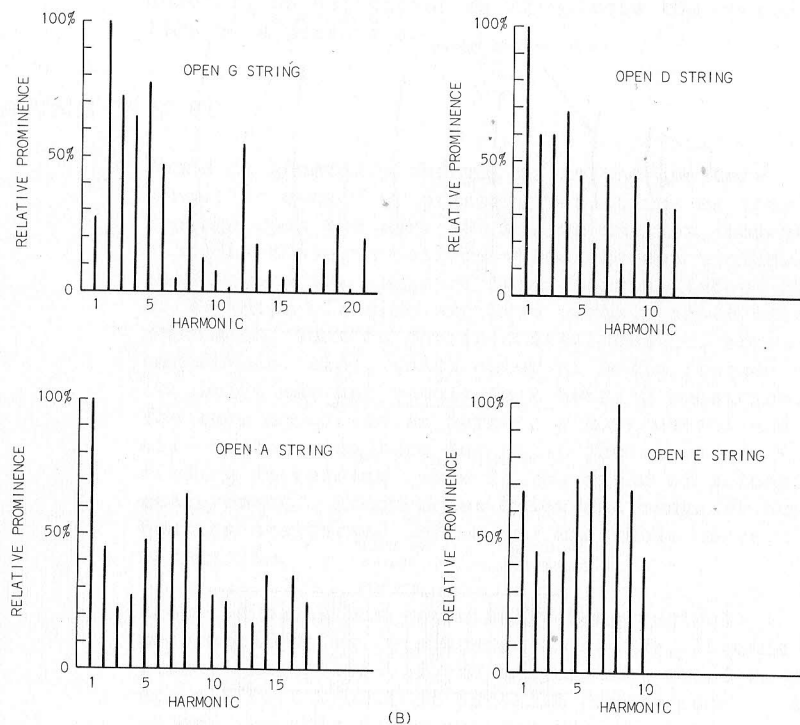 100%
OPEN G STRING
RELATIVE PROMINENCE
50%
0
1 5 10 15 20
HARMONIC
100%
OPEN D STRING
RELATIVE PROMINENCE
50%
0
1 5 10
HARMONIC
100%
OPEN A STRING
RELATIVE PROMINENCE
50%
0
1 5 10 15
HARMONIC
100%
OPEN E STRING
RELATIVE PROMINENCE
50%
0
1 5 10
HARMONIC
(B)